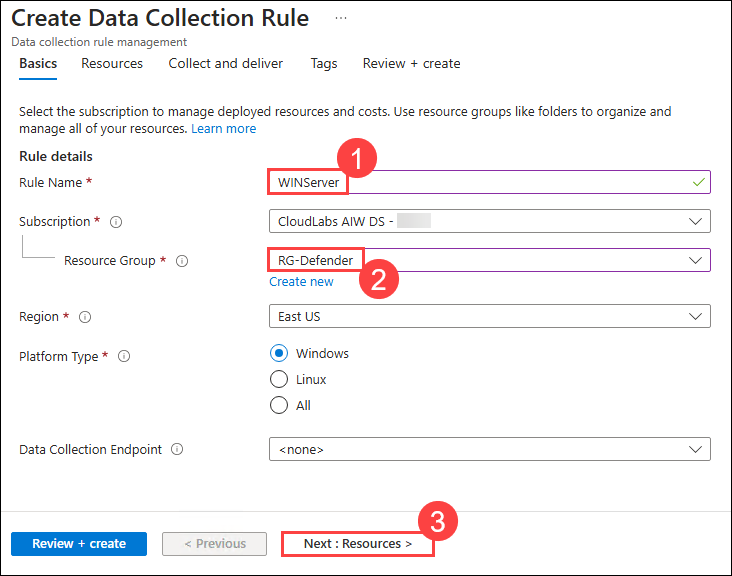 Create Data Collection Rule ...
Data collection rule management
Basics Resources Collect and deliver Tags Review + create
Select the subscription to manage deployed resources and costs. Use resource groups like folders to organize and
manage all of your resources. Learn more
Rule details
1
Rule Name * WINServer
Subscription * CloudLabs AIW DS -
Resource Group * RG-Defender
2
Create new
Region * East US
Platform Type * Windows
Linux
All
Data Collection Endpoint <none>
3
Review + create < Previous Next : Resources >